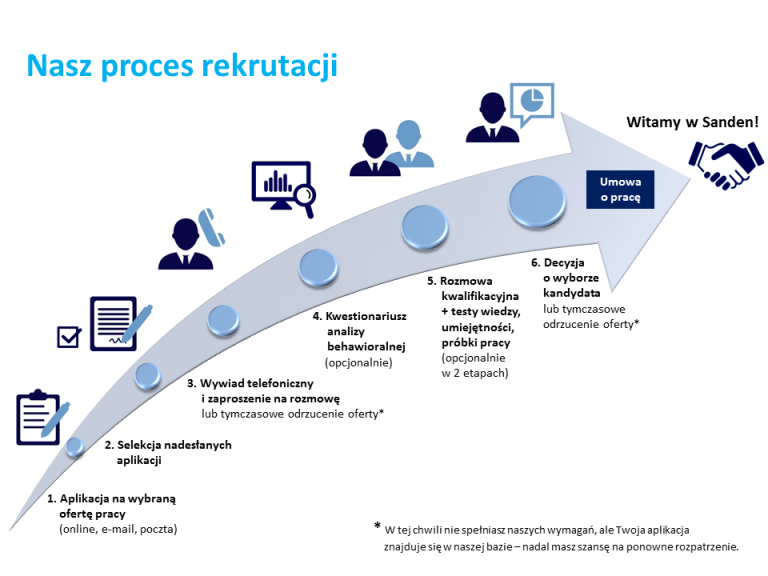 Nasz proces rekrutacji
Witamy w Sanden!
Umowa
o pracę
6. Decyzja
o wyborze
kandydata
lub tymczasowe
odrzucenie oferty*
5. Rozmowa
kwalifikacyjna
+ testy wiedzy,
umiejętności,
próbki pracy
(opcjonalnie
w 2 etapach)
4. Kwestionariusz
analizy
behawioralnej
(opcjonalnie)
3. Wywiad telefoniczny
i zaproszenie na rozmowę
lub tymczasowe odrzucenie oferty*
2. Selekcja nadesłanych
aplikacji
1. Aplikacja na wybraną
ofertę pracy
(online, e-mail, poczta)
* W tej chwili nie spełniasz naszych wymagań, ale Twoja aplikacja
znajduje się w naszej bazie – nadal masz szansę na ponowne rozpatrzenie.